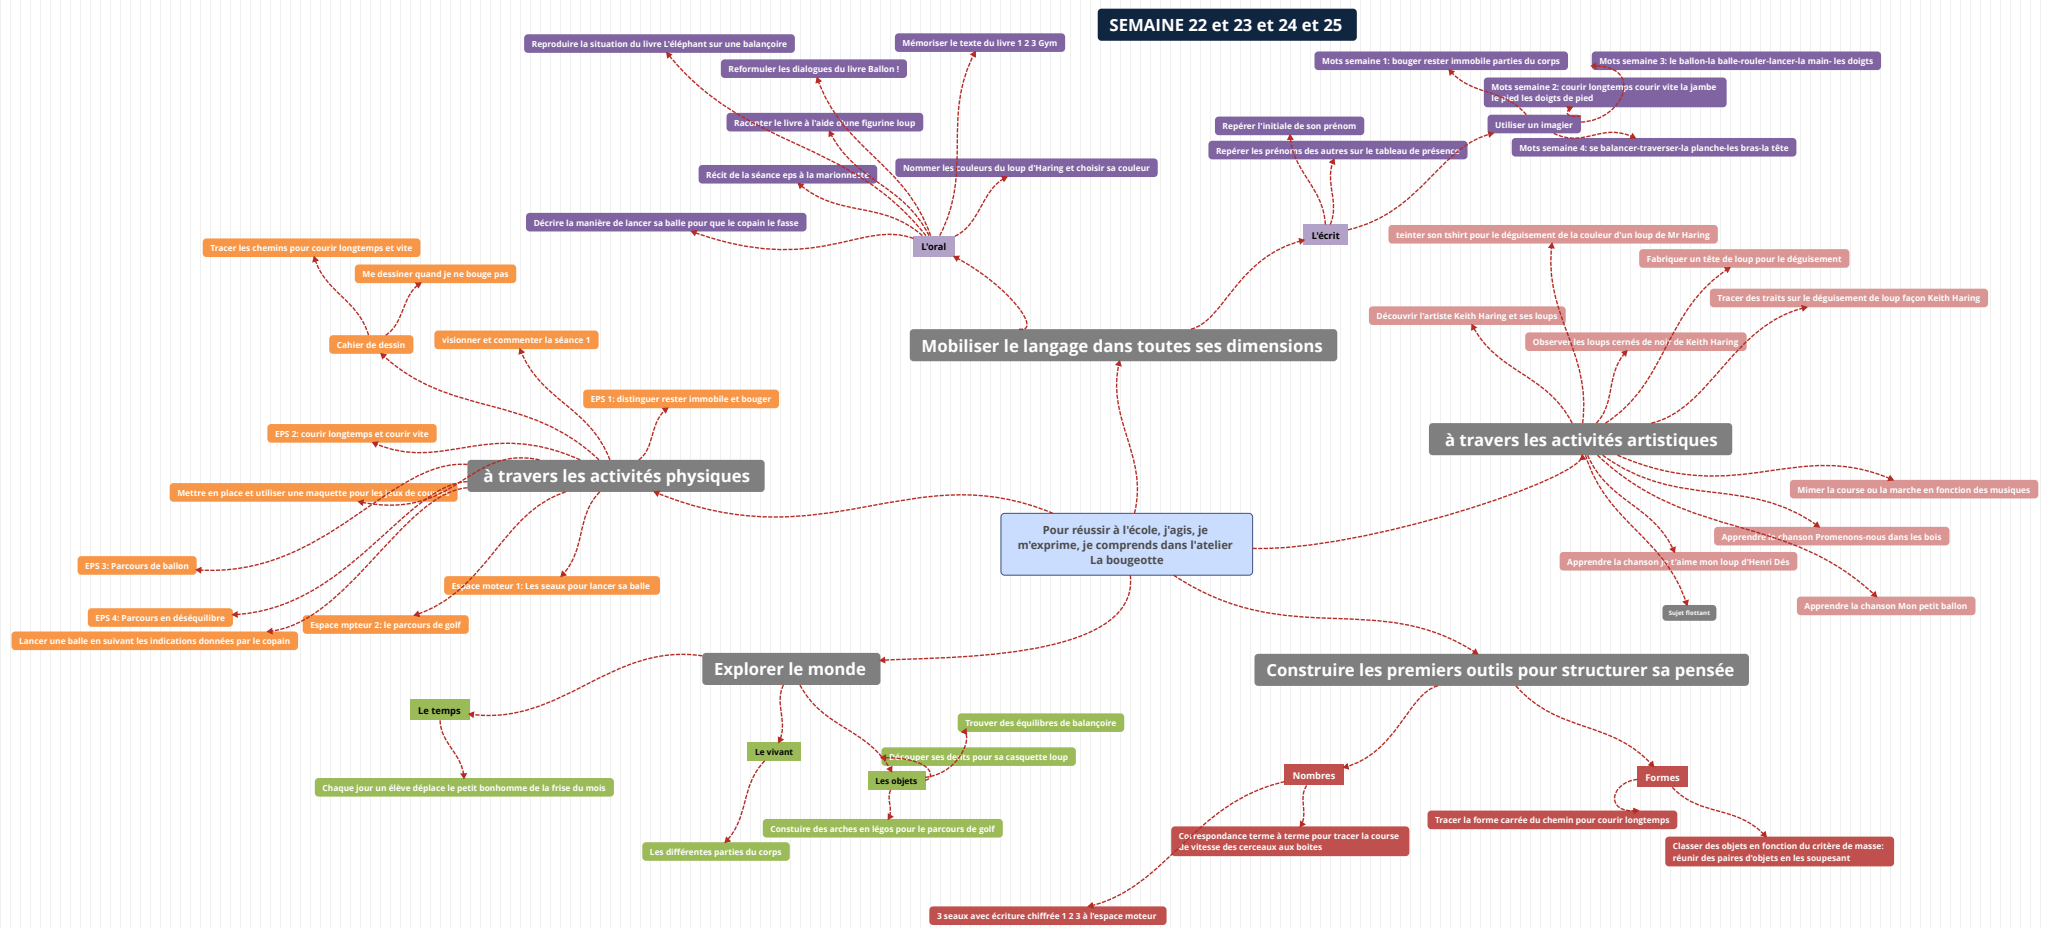 SEMAINE 22 et 23 et 24 et 25
Reproduire la situation du livre L'éléphant sur une balançoire
Mémoriser le texte du livre 1 2 3 Gym
Reformuler les dialogues du livre Ballon !
Raconter le livre à l'aide d'une figurine loup
Nommer les couleurs du loup d'Haring et choisir sa couleur
Récit de la séance eps à la marionnette
Décrire la manière de lancer sa balle pour que le copain le fasse
L'oral
Mots semaine 1: bouger rester immobile parties du corps
Mots semaine 3: le ballon-la balle-rouler-lancer-la main- les doigts
Mots semaine 2: courir longtemps courir vite la jambe
le pied les doigts de pied
Utiliser un imagier
Mots semaine 4: se balancer-traverser-la planche-les bras-la tête
Repérer l'initiale de son prénom
Repérer les prénoms des autres sur le tableau de présence
L'écrit
Mobiliser le langage dans toutes ses dimensions
Tracer les chemins pour courir longtemps et vite
Me dessiner quand je ne bouge pas
Cahier de dessin
visionner et commenter la séance 1
EPS 1: distinguer rester immobile et bouger
EPS 2: courir longtemps et courir vite
à travers les activités physiques
Mettre en place et utiliser une maquette pour les jeux de course
EPS 3: Parcours de ballon
Espace moteur 1: Les seaux pour lancer sa balle
EPS 4: Parcours en déséquilibre
Espace mpteur 2: le parcours de golf
Lancer une balle en suivant les indications données par le copain
teinter son tshirt pour le déguisement de la couleur d'un loup de Mr Haring
Fabriquer un tête de loup pour le déguisement
Tracer des traits sur le déguisement de loup façon Keith Haring
Découvrir l'artiste Keith Haring et ses loups
Observer les loups cernés de noir de Keith Haring
à travers les activités artistiques
Mimer la course ou la marche en fonction des musiques
Apprendre la chanson Promenons-nous dans les bois
Apprendre la chanson je t'aime mon loup d'Henri Dés
Apprendre la chanson Mon petit ballon
Sujet flottant
Pour réussir à l'école, j'agis, je
m'exprime, je comprends dans l'atelier
La bougeotte
Explorer le monde
Le temps
Chaque jour un élève déplace le petit bonhomme de la frise du mois
Le vivant
Les différentes parties du corps
Trouver des équilibres de balançoire
Découper ses dents pour sa casquette loup
Les objets
Constuire des arches en légos pour le parcours de golf
Construire les premiers outils pour structurer sa pensée
Nombres
Correspondance terme à terme pour tracer la course
de vitesse des cerceaux aux boites
3 seaux avec écriture chiffrée 1 2 3 à l'espace moteur
Formes
Tracer la forme carrée du chemin pour courir longtemps
Classer des objets en fonction du critère de masse:
réunir des paires d'objets en les soupesant